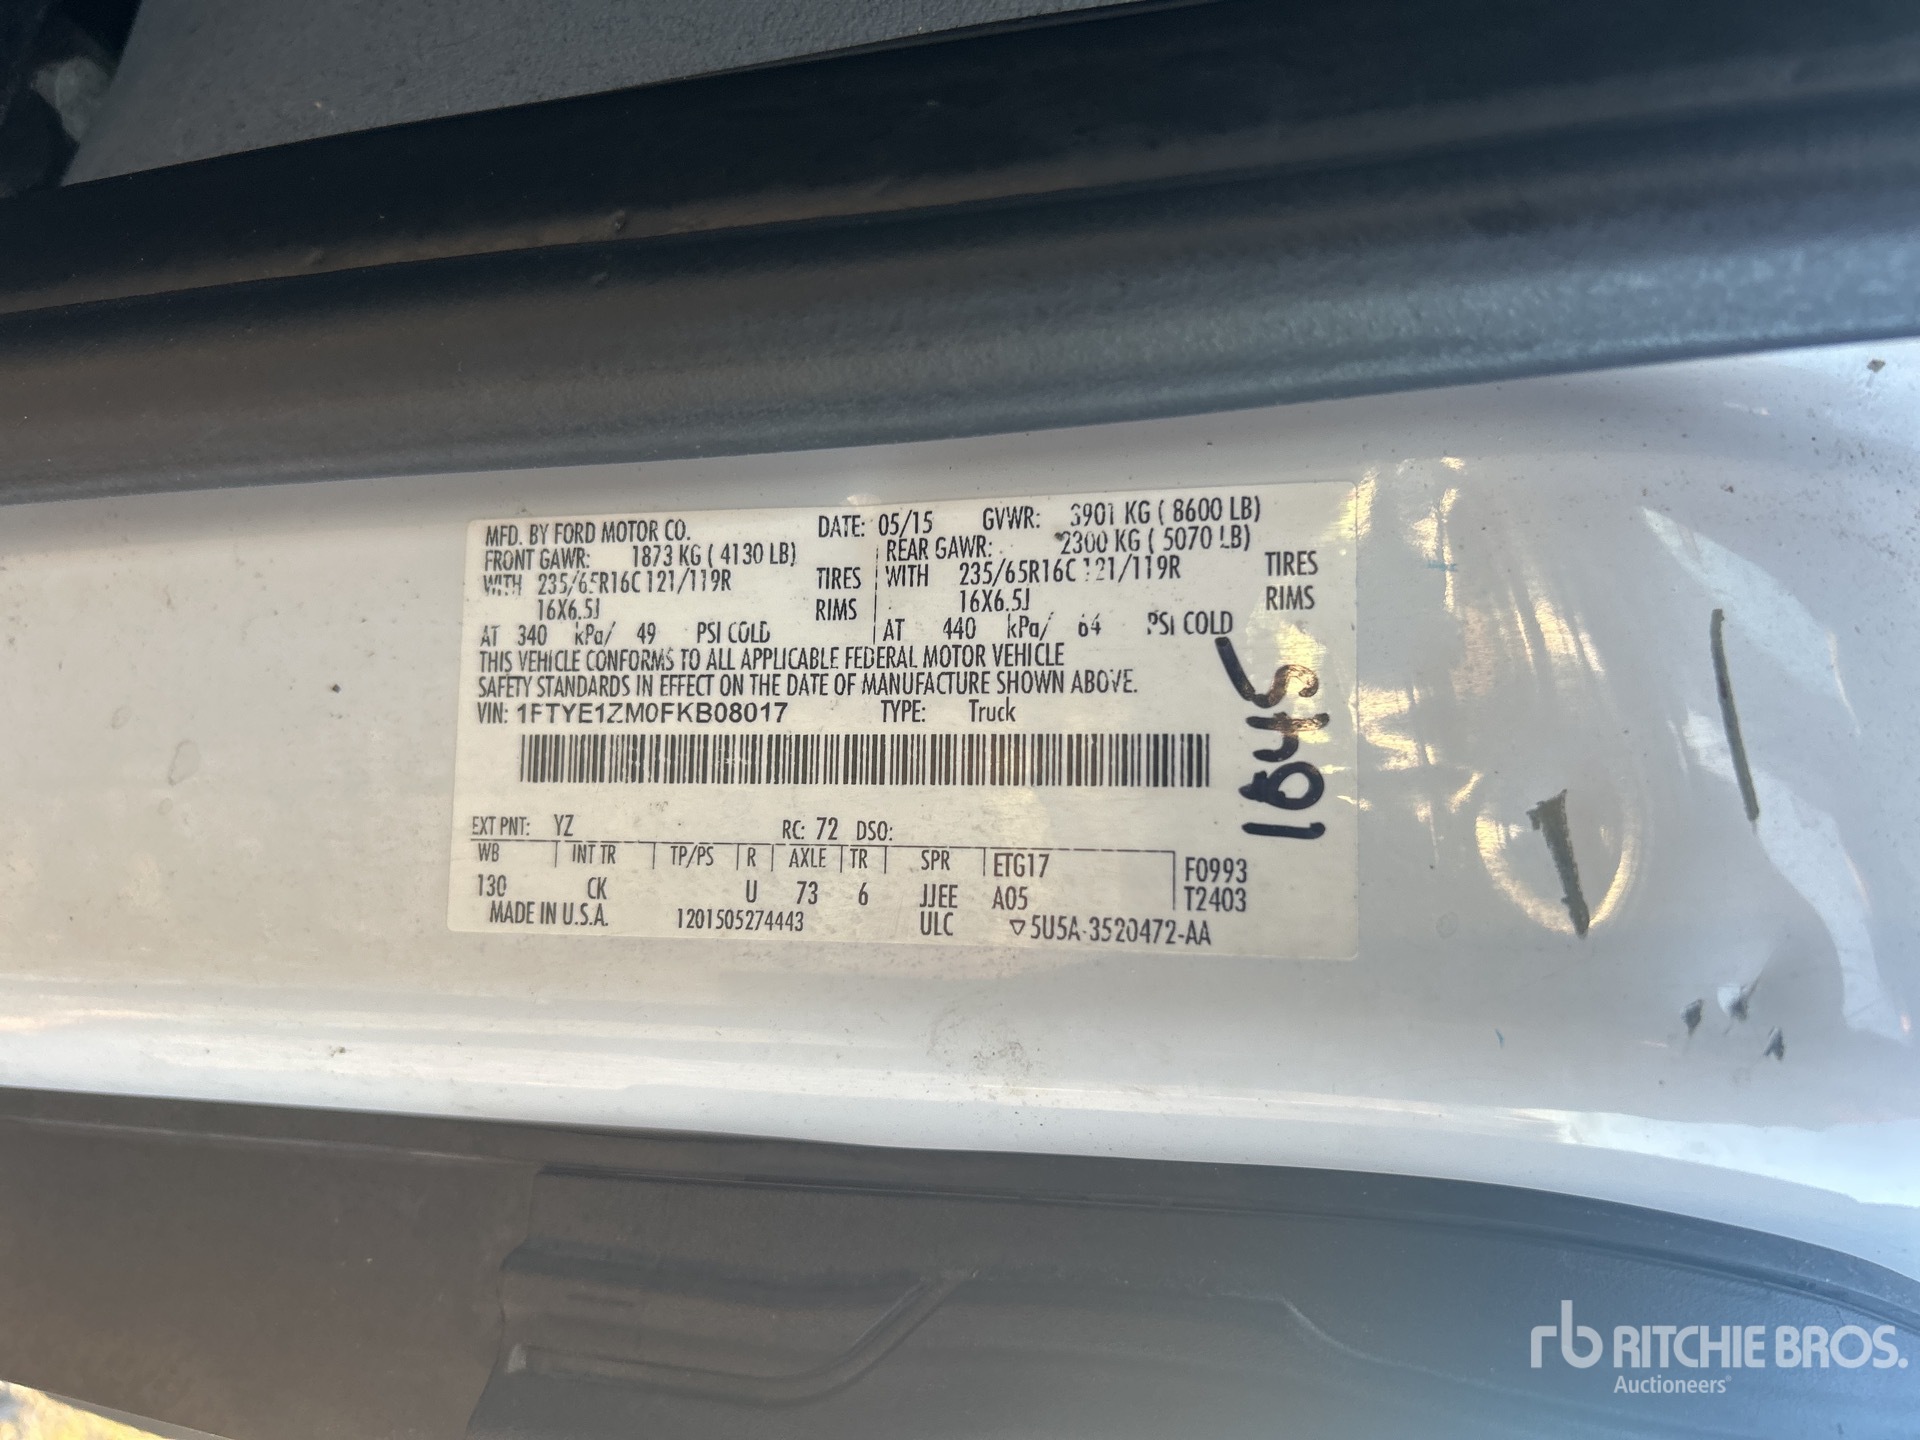 MFD. BY FORD MOTOR CO. DATE: 05/15 GVWR: 3901 KG ( 8600 LB)
FRONT GAWR: 1873 KG ( 4130 LB) REAR GAWR: 2300 KG ( 5070 LB)
WITH 235/65R16C 121/119R TIRES WITH 235/65R16C 121/119R TIRES
16X6.5J RIMS 16X6.5J RIMS
AT 340 kPa/ 49 PSI COLD AT 440 kPa/ 64 PSI COLD
THIS VEHICLE CONFORMS TO ALL APPLICABLE FEDERAL MOTOR VEHICLE
SAFETY STANDARDS IN EFFECT ON THE DATE OF MANUFACTURE SHOWN ABOVE.
VIN: 1FTYE1ZM0FKB08017 TYPE: Truck
EXT PNT: YZ RC: 72 DSO:
WB INT TR TP/PS R AXLE TR SPR ETG17 F0993
130 CK U 73 6 JJEE A05 T2403
MADE IN U.S.A. 1201505274443 ULC ▽5U5A-3520472-AA
1845
rb RITCHIE BROS.
Auctioneers